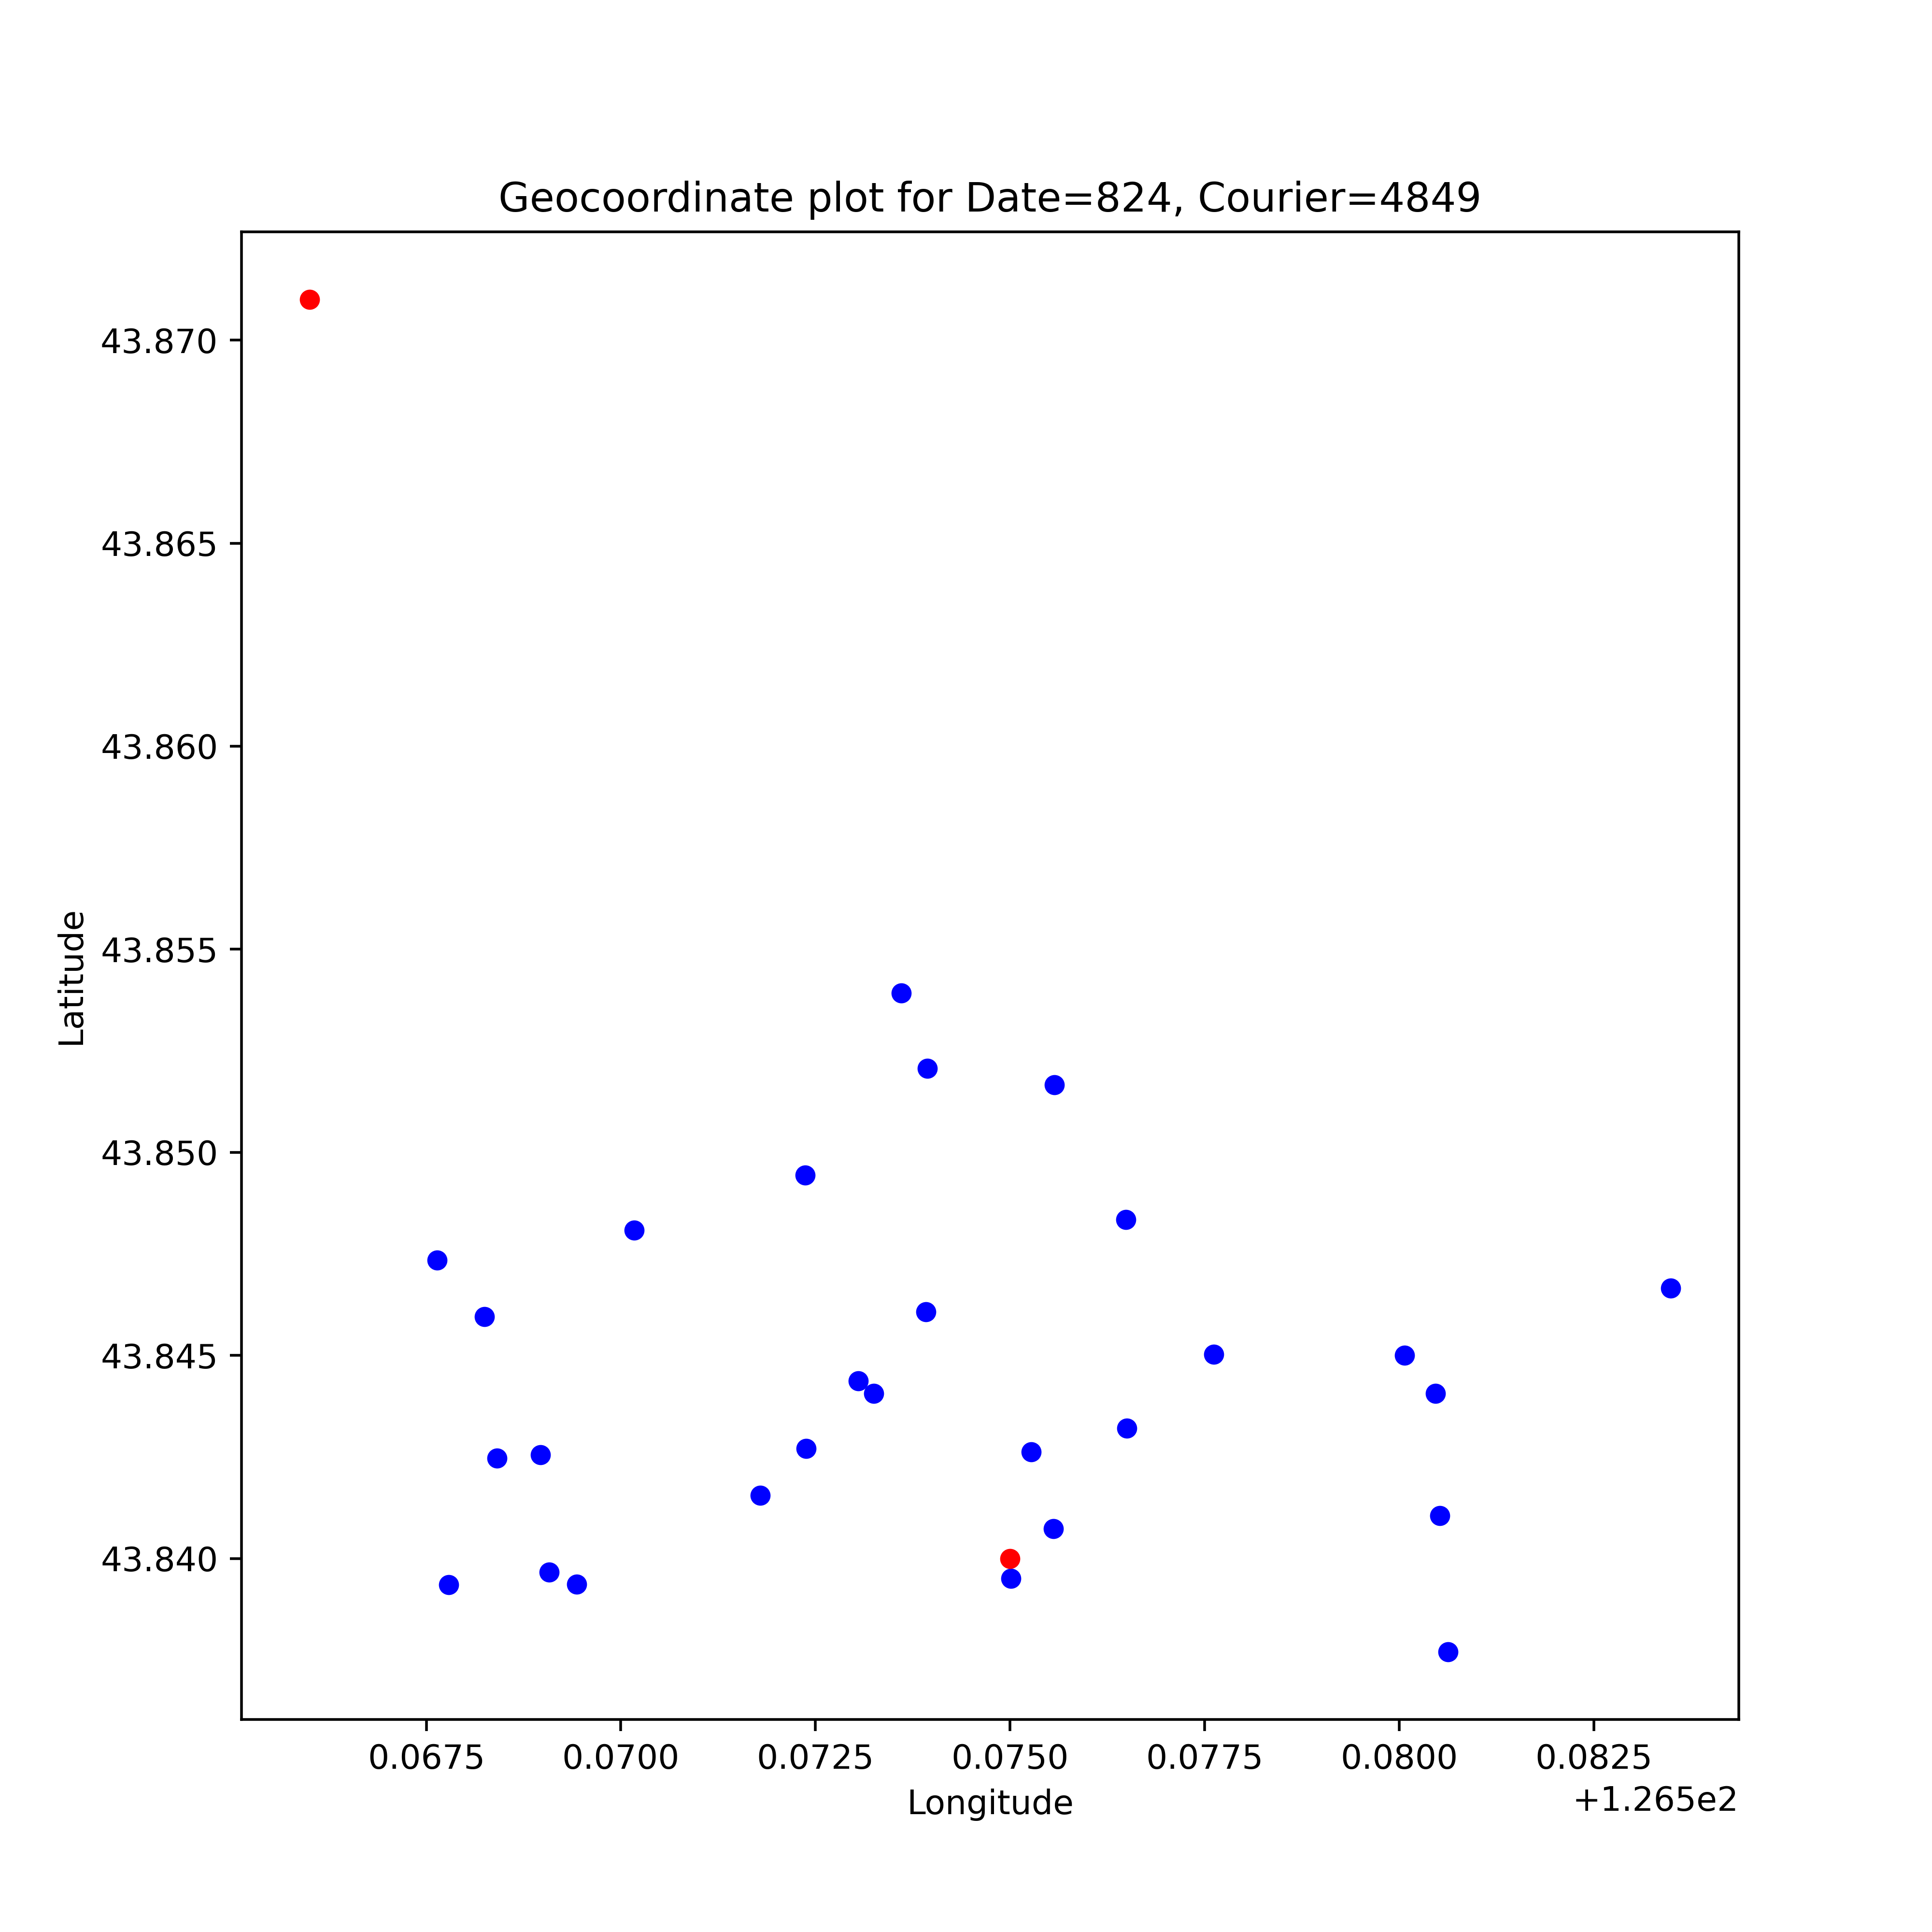 Geocoordinate plot for Date=824, Courier=4849
43.870
43.865
43.860
43.855
43.850
43.845
43.840
Latitude
0.0675 0.0700 0.0725 0.0750 0.0775 0.0800 0.0825
+1.265e2
Longitude